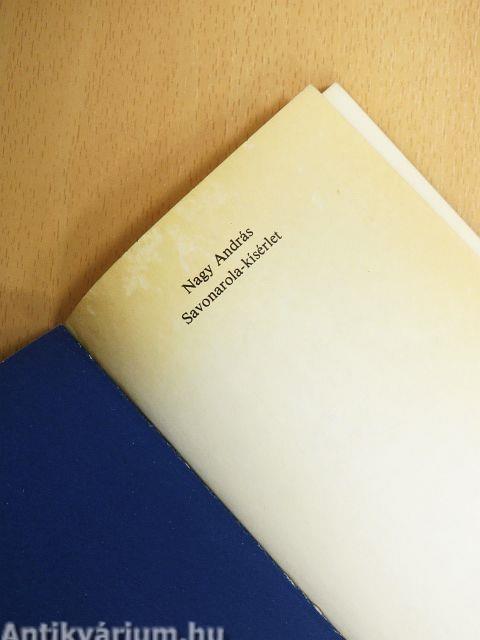 Nagy András
Savonarola-kísérlet
Antikvárium.hu